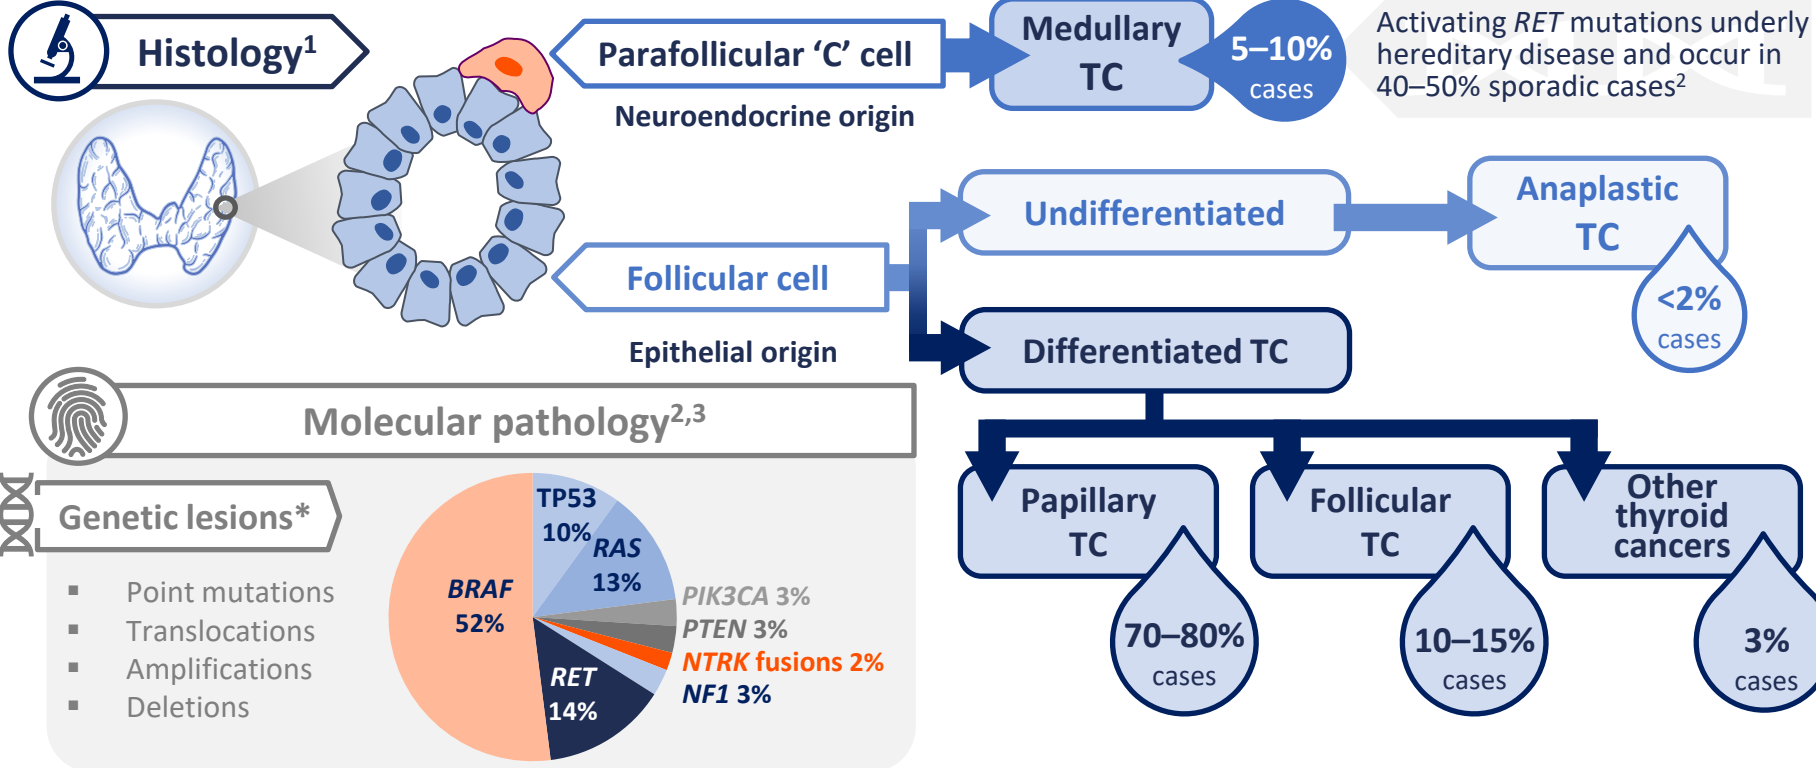 Histology1
Parafollicular ‘C’ cell
Neuroendocrine origin
Medullary
TC
5–10%
cases
Activating RET mutations underly
hereditary disease and occur in
40–50% sporadic cases2
Follicular cell
Epithelial origin
Undifferentiated
Anaplastic
TC
<2%
cases
Differentiated TC
Papillary
TC
70–80%
cases
Follicular
TC
10–15%
cases
Other
thyroid
cancers
3%
cases
Molecular pathology2,3
Genetic lesions*
▪ Point mutations
▪ Translocations
▪ Amplifications
▪ Deletions
TP53
10%
RAS
13%
BRAF
52%
PIK3CA 3%
PTEN 3%
NTRK fusions 2%
NF1 3%
RET
14%